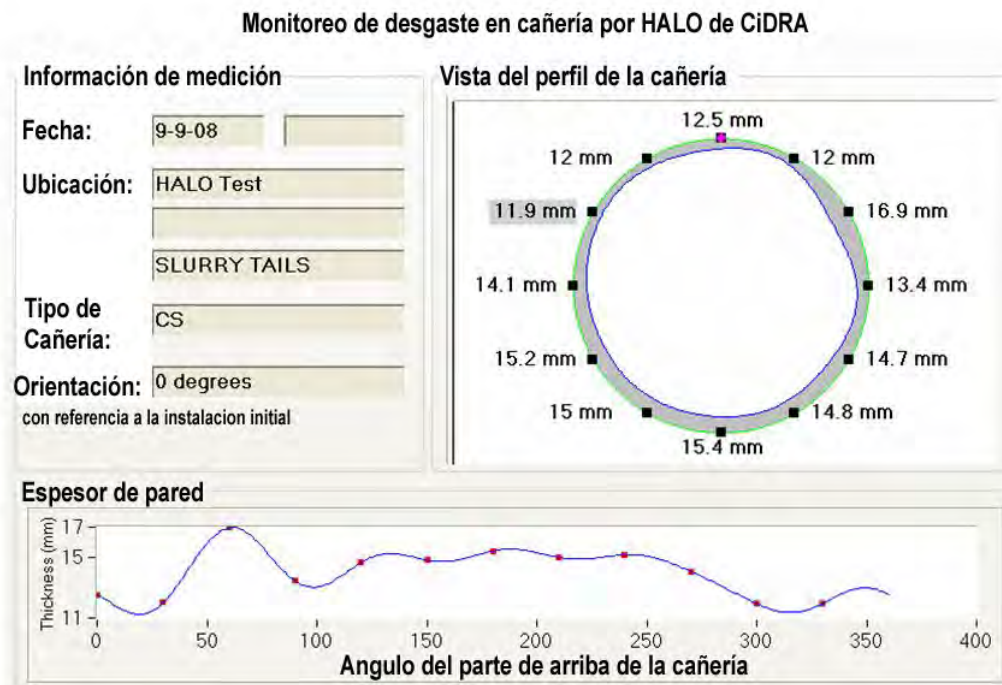 Monitoreo de desgaste en cañería por HALO de CiDRA
Información de medición
Fecha: 9-9-08
Ubicación: HALO Test
SLURRY TAILS
Tipo de
Cañería: CS
Orientación: 0 degrees
con referencia a la instalacion initial
Vista del perfil de la cañería
12.5 mm
12 mm 12 mm
11.9 mm 16.9 mm
14.1 mm 13.4 mm
15.2 mm 14.7 mm
15 mm 14.8 mm
15.4 mm
Espesor de pared
Thickness (mm)
17
15
11
0 50 100 150 200 250 300 350 400
Angulo del parte de arriba de la cañería